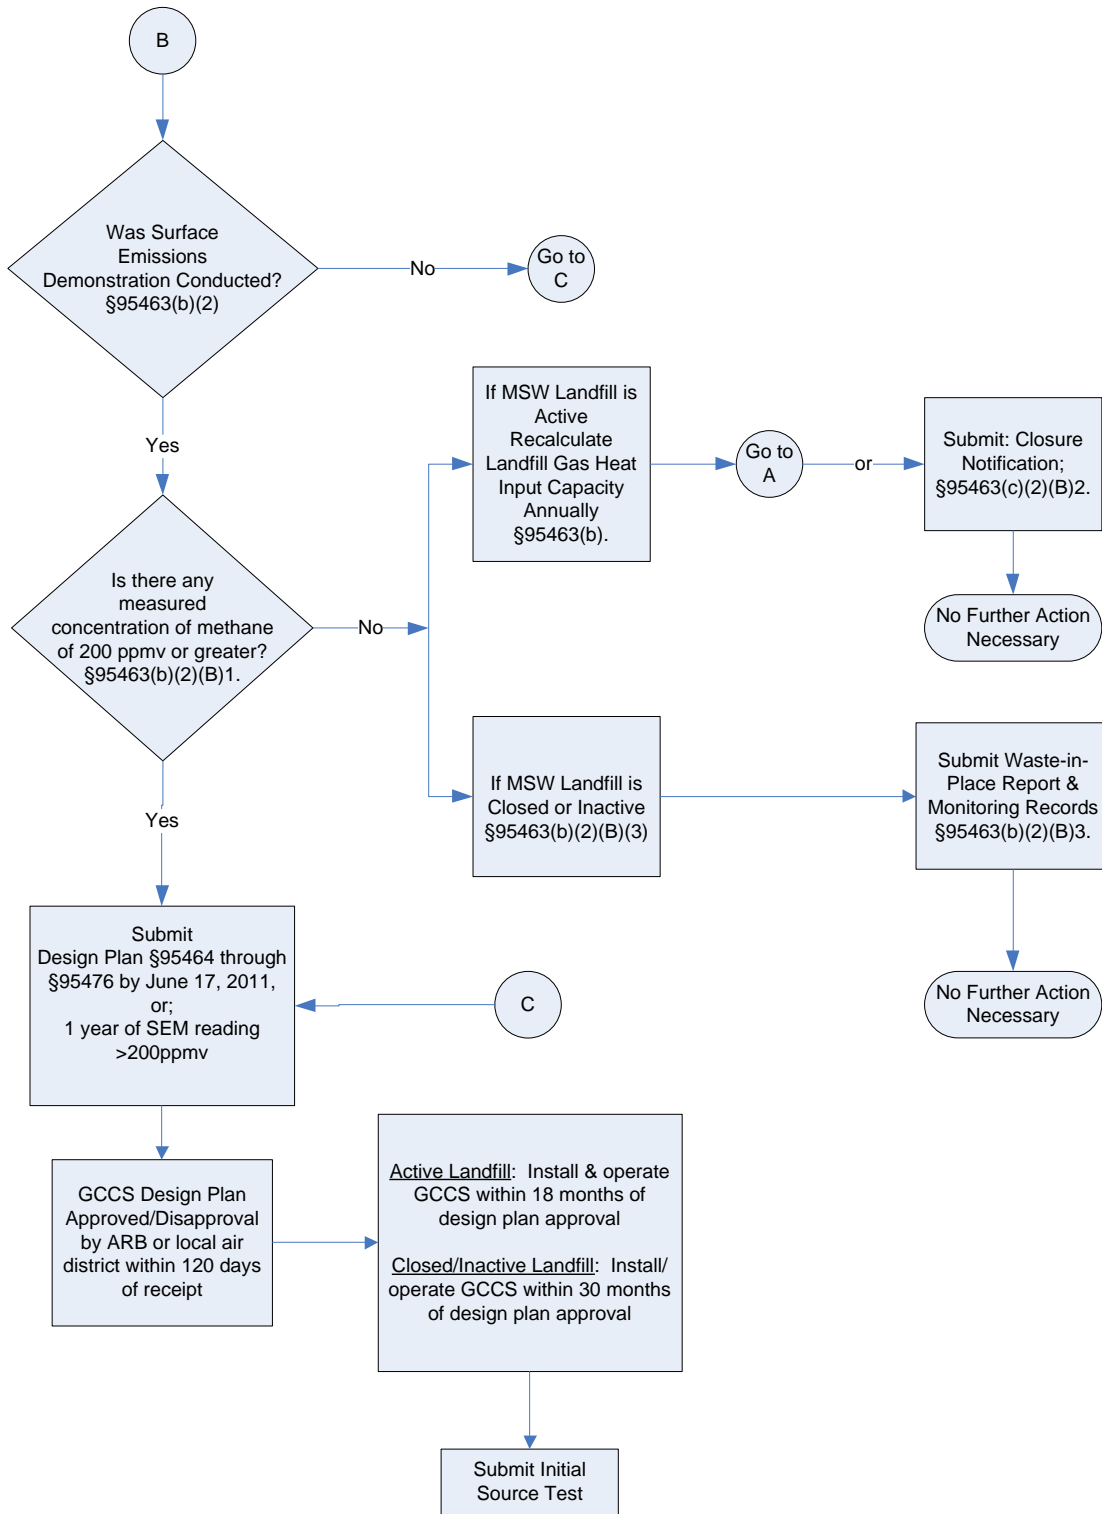 B
Was Surface
Emissions
Demonstration Conducted?
§95463(b)(2)
No
Go to
C
Yes
If MSW Landfill is
Active
Recalculate
Landfill Gas Heat
Input Capacity
Annually
§95463(b).
Go to
A
or
Submit: Closure
Notification;
§95463(c)(2)(B)2.
No Further Action
Necessary
Is there any
measured
concentration of methane
of 200 ppmv or greater?
§95463(b)(2)(B)1.
No
If MSW Landfill is
Closed or Inactive
§95463(b)(2)(B)(3)
Submit Waste-in-
Place Report &
Monitoring Records
§95463(b)(2)(B)3.
No Further Action
Necessary
Yes
Submit
Design Plan §95464 through
§95476 by June 17, 2011,
or;
1 year of SEM reading
>200ppmv
C
GCCS Design Plan
Approved/Disapproval
by ARB or local air
district within 120 days
of receipt
Active Landfill:  Install & operate
GCCS within 18 months of
design plan approval
Closed/Inactive Landfill:  Install/
operate GCCS within 30 months
of design plan approval
Submit Initial
Source Test